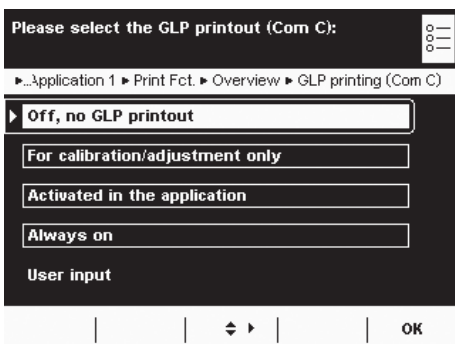 Please select the GLP printout (Com C):
►...Application 1 ► Print Fct. ► Overview ► GLP printing (Com C)
Off, no GLP printout
For calibration/adjustment only
Activated in the application
Always on
User input
OK